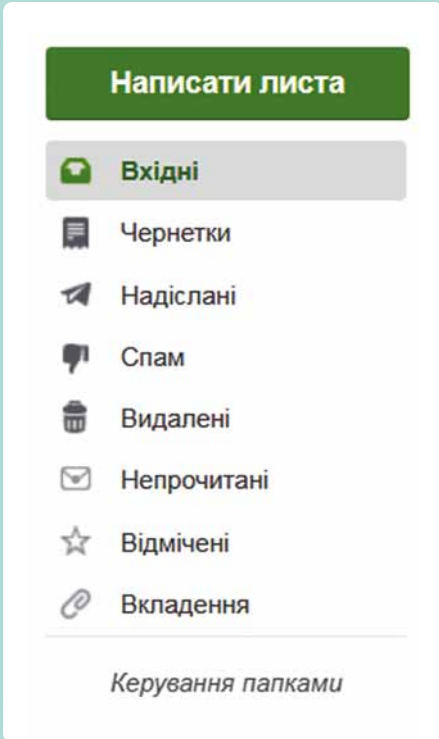 Написати листа
Вхідні
Чернетки
Надіслані
Спам
Видалені
Непрочитані
Відмічені
Вкладення
Керування папками